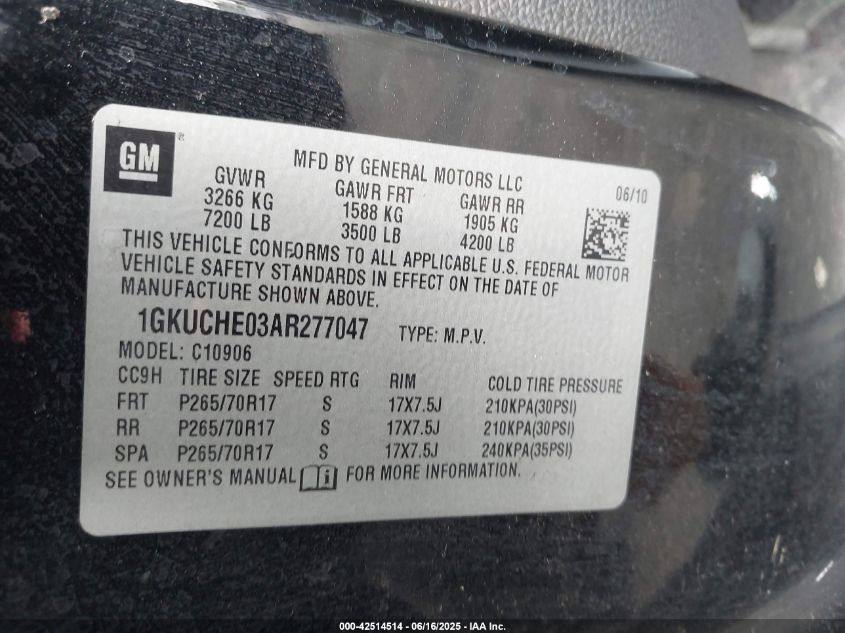 GM ®
MFD BY GENERAL MOTORS LLC
06/10
GVWR GAWR FRT GAWR RR
3266 KG 1588 KG 1905 KG
7200 LB 3500 LB 4200 LB
THIS VEHICLE CONFORMS TO ALL APPLICABLE U.S. FEDERAL MOTOR
VEHICLE SAFETY STANDARDS IN EFFECT ON THE DATE OF
MANUFACTURE SHOWN ABOVE.
1GKUCHE03AR277047 TYPE: M.P.V.
MODEL: C10906
CC9H TIRE SIZE SPEED RTG RIM COLD TIRE PRESSURE
FRT P265/70R17 S 17X7.5J 210KPA(30PSI)
RR P265/70R17 S 17X7.5J 210KPA(30PSI)
SPA P265/70R17 S 17X7.5J 240KPA(35PSI)
SEE OWNER'S MANUAL i FOR MORE INFORMATION.
000-42514514 - 06/16/2025 - IAA Inc.